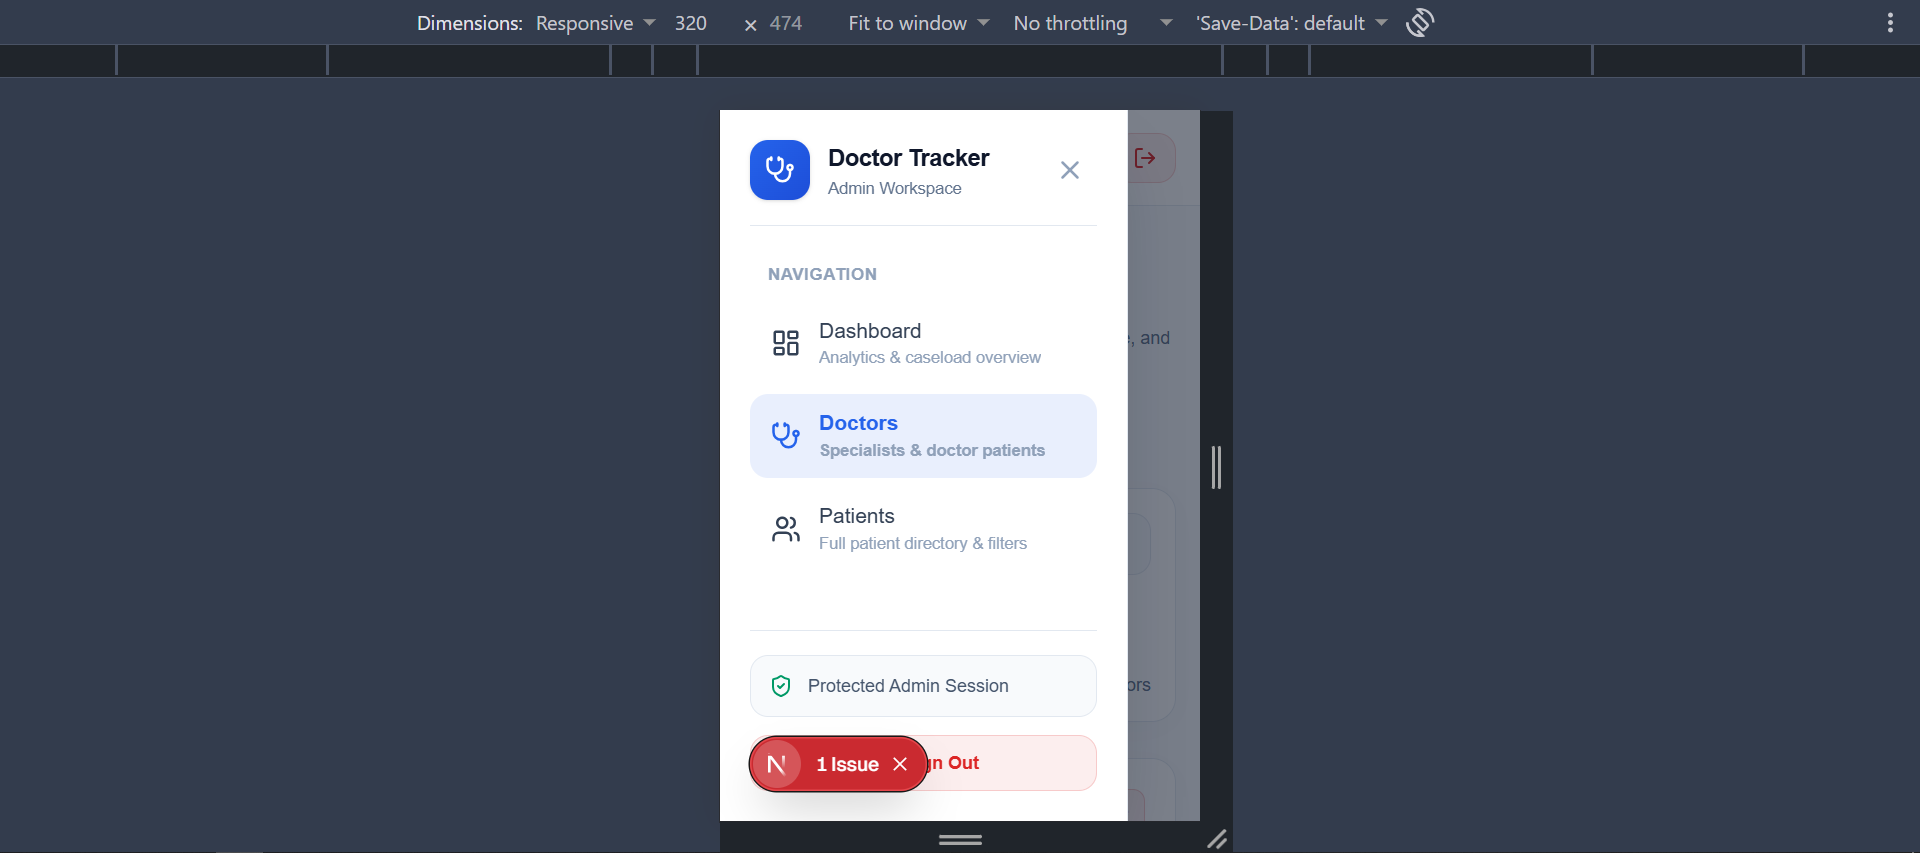 Dimensions: Responsive 320 × 474 Fit to window No throttling 'Save-Data': default
Doctor Tracker
Admin Workspace
NAVIGATION
Dashboard
Analytics & caseload overview
, and
Doctors
Specialists & doctor patients
Patients
Full patient directory & filters
Protected Admin Session
ors
N 1 Issue
gn Out